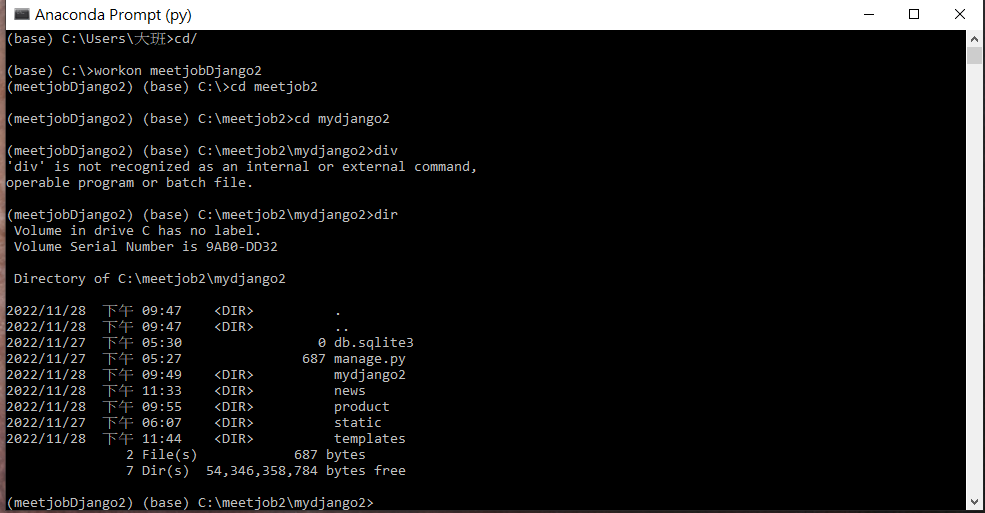 Anaconda Prompt (py)
(base) C:\Users\大班>cd/
(base) C:\>workon meetjobDjango2
(meetjobDjango2) (base) C:\>cd meetjob2
(meetjobDjango2) (base) C:\meetjob2>cd mydjango2
(meetjobDjango2) (base) C:\meetjob2\mydjango2>div
'div' is not recognized as an internal or external command,
operable program or batch file.
(meetjobDjango2) (base) C:\meetjob2\mydjango2>dir
Volume in drive C has no label.
Volume Serial Number is 9AB0-DD32
Directory of C:\meetjob2\mydjango2
2022/11/28  下午 09:47    <DIR>          .
2022/11/28  下午 09:47    <DIR>          ..
2022/11/27  下午 05:30                 0 db.sqlite3
2022/11/27  下午 05:27               687 manage.py
2022/11/28  下午 09:49    <DIR>          mydjango2
2022/11/28  下午 11:33    <DIR>          news
2022/11/28  下午 09:55    <DIR>          product
2022/11/27  下午 06:07    <DIR>          static
2022/11/28  下午 11:44    <DIR>          templates
2 File(s)            687 bytes
7 Dir(s)  54,346,358,784 bytes free
(meetjobDjango2) (base) C:\meetjob2\mydjango2>